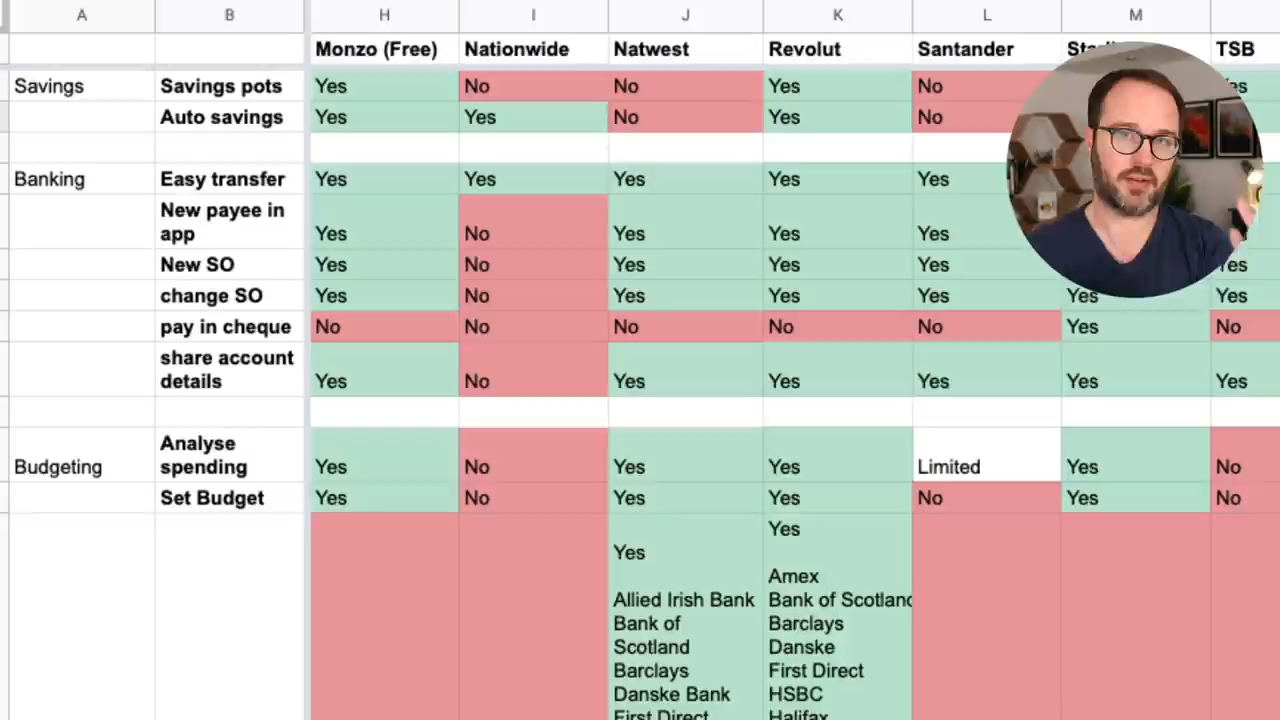 A B H I J K L M
Monzo (Free) Nationwide Natwest Revolut Santander TSB
Savings Savings pots Yes No No Yes No
Auto savings Yes Yes No Yes No
Banking Easy transfer Yes Yes Yes Yes Yes
New payee in
app Yes No Yes Yes Yes
New SO Yes No Yes Yes Yes Yes
change SO Yes No Yes Yes Yes Yes Yes
pay in cheque No No No No No Yes No
share account
details Yes No Yes Yes Yes Yes Yes
Analyse
Budgeting spending Yes No Yes Yes Limited Yes No
Set Budget Yes No Yes Yes No Yes No
Yes
Yes
Amex
Allied Irish Bank Bank of Scotland
Bank of Barclays
Scotland Danske
Barclays First Direct
Danske Bank HSBC
First Direct Halifax